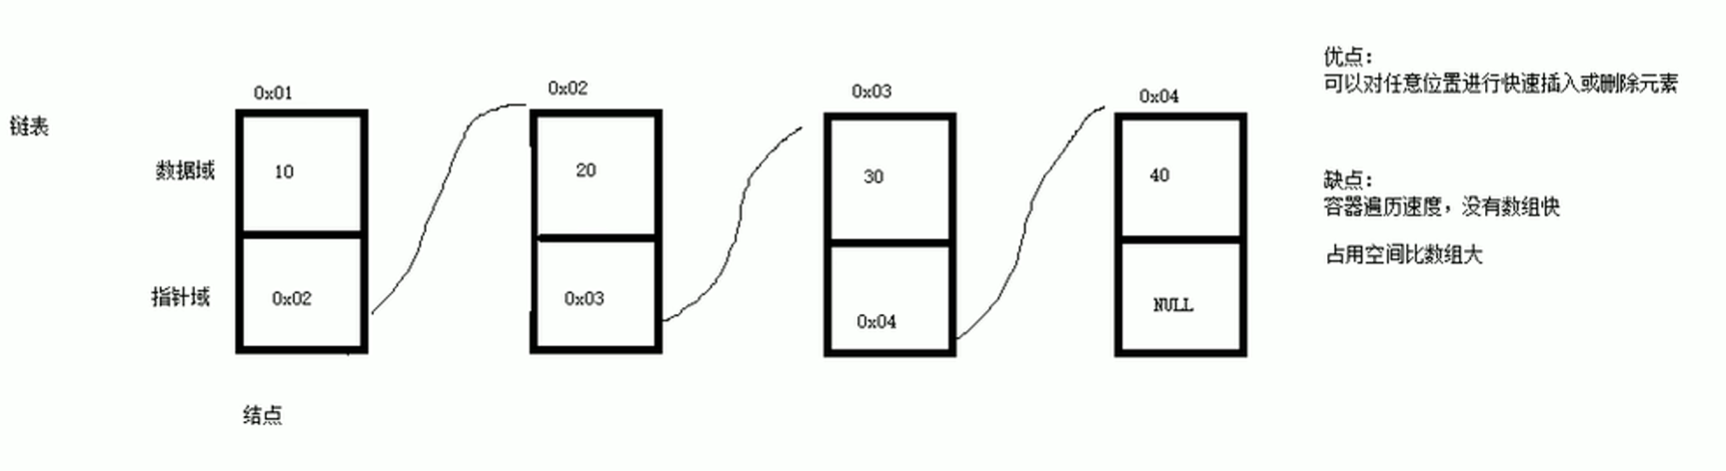 链表
0x01
0x02
0x03
0x04
数据域
10
20
30
40
指针域
0x02
0x03
0x04
NULL
结点
优点：
可以对任意位置进行快速插入或删除元素
缺点：
容器遍历速度，没有数组快
占用空间比数组大